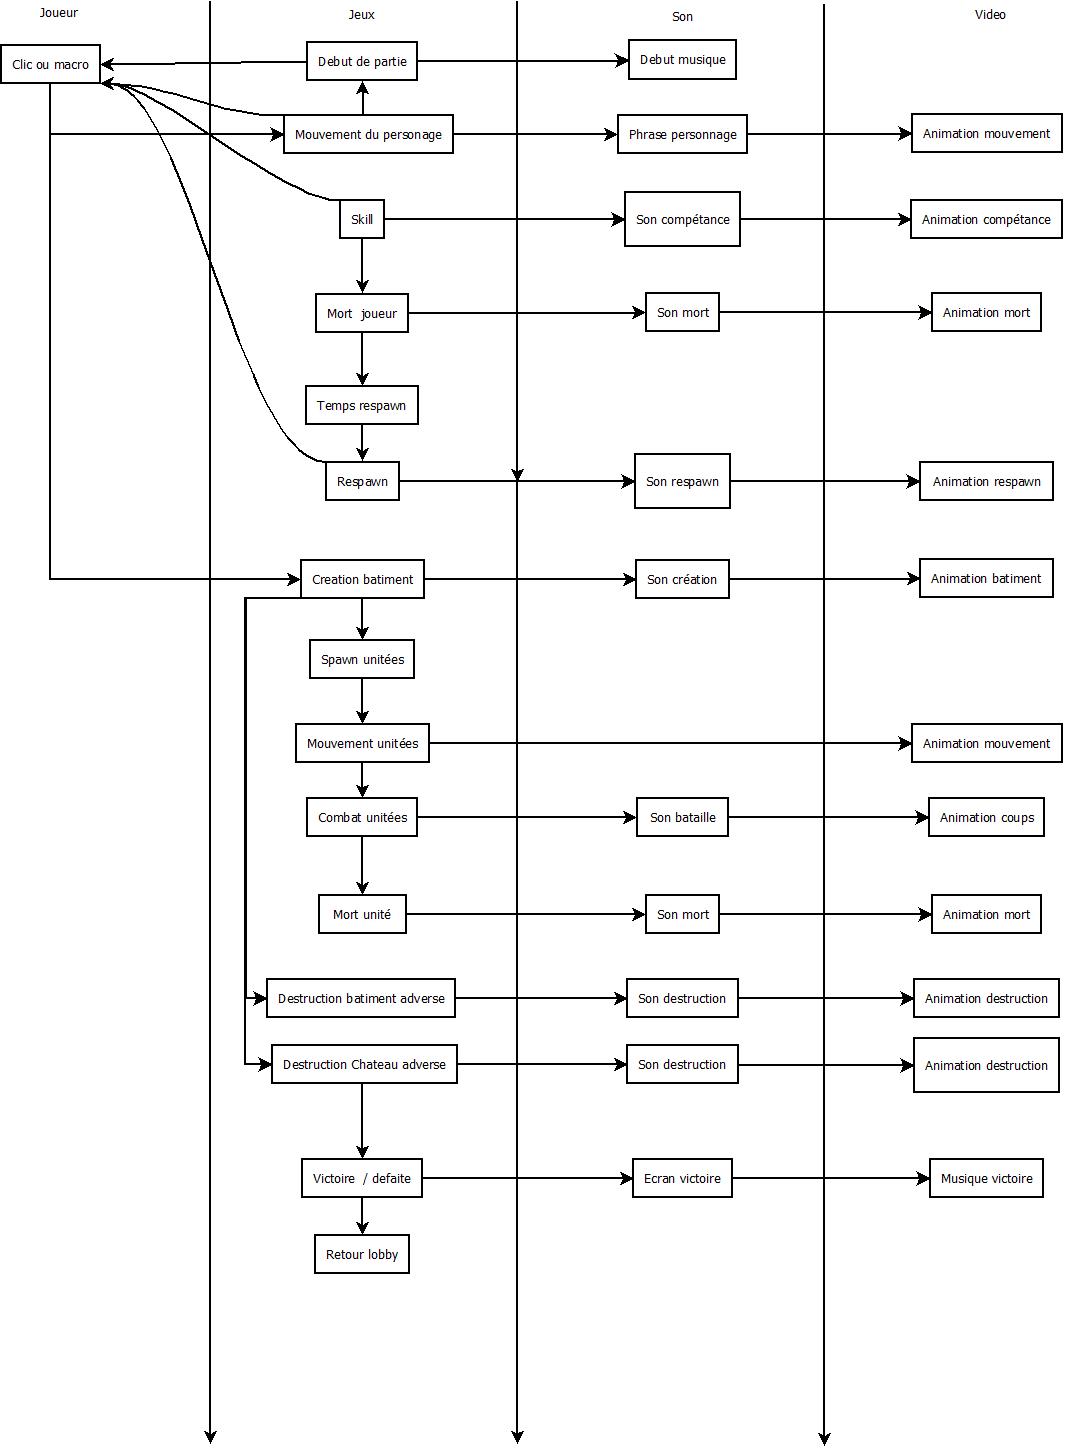 Joueur
Jeux
Son
Video
Clic ou macro
Debut de partie
Debut musique
Mouvement du personage
Phrase personnage
Animation mouvement
Skill
Son compétance
Animation compétance
Mort joueur
Son mort
Animation mort
Temps respawn
Respawn
Son respawn
Animation respawn
Creation batiment
Son création
Animation batiment
Spawn unitées
Mouvement unitées
Animation mouvement
Combat unitées
Son bataille
Animation coups
Mort unité
Son mort
Animation mort
Destruction batiment adverse
Son destruction
Animation destruction
Destruction Chateau adverse
Son destruction
Animation destruction
Victoire / defaite
Ecran victoire
Musique victoire
Retour lobby